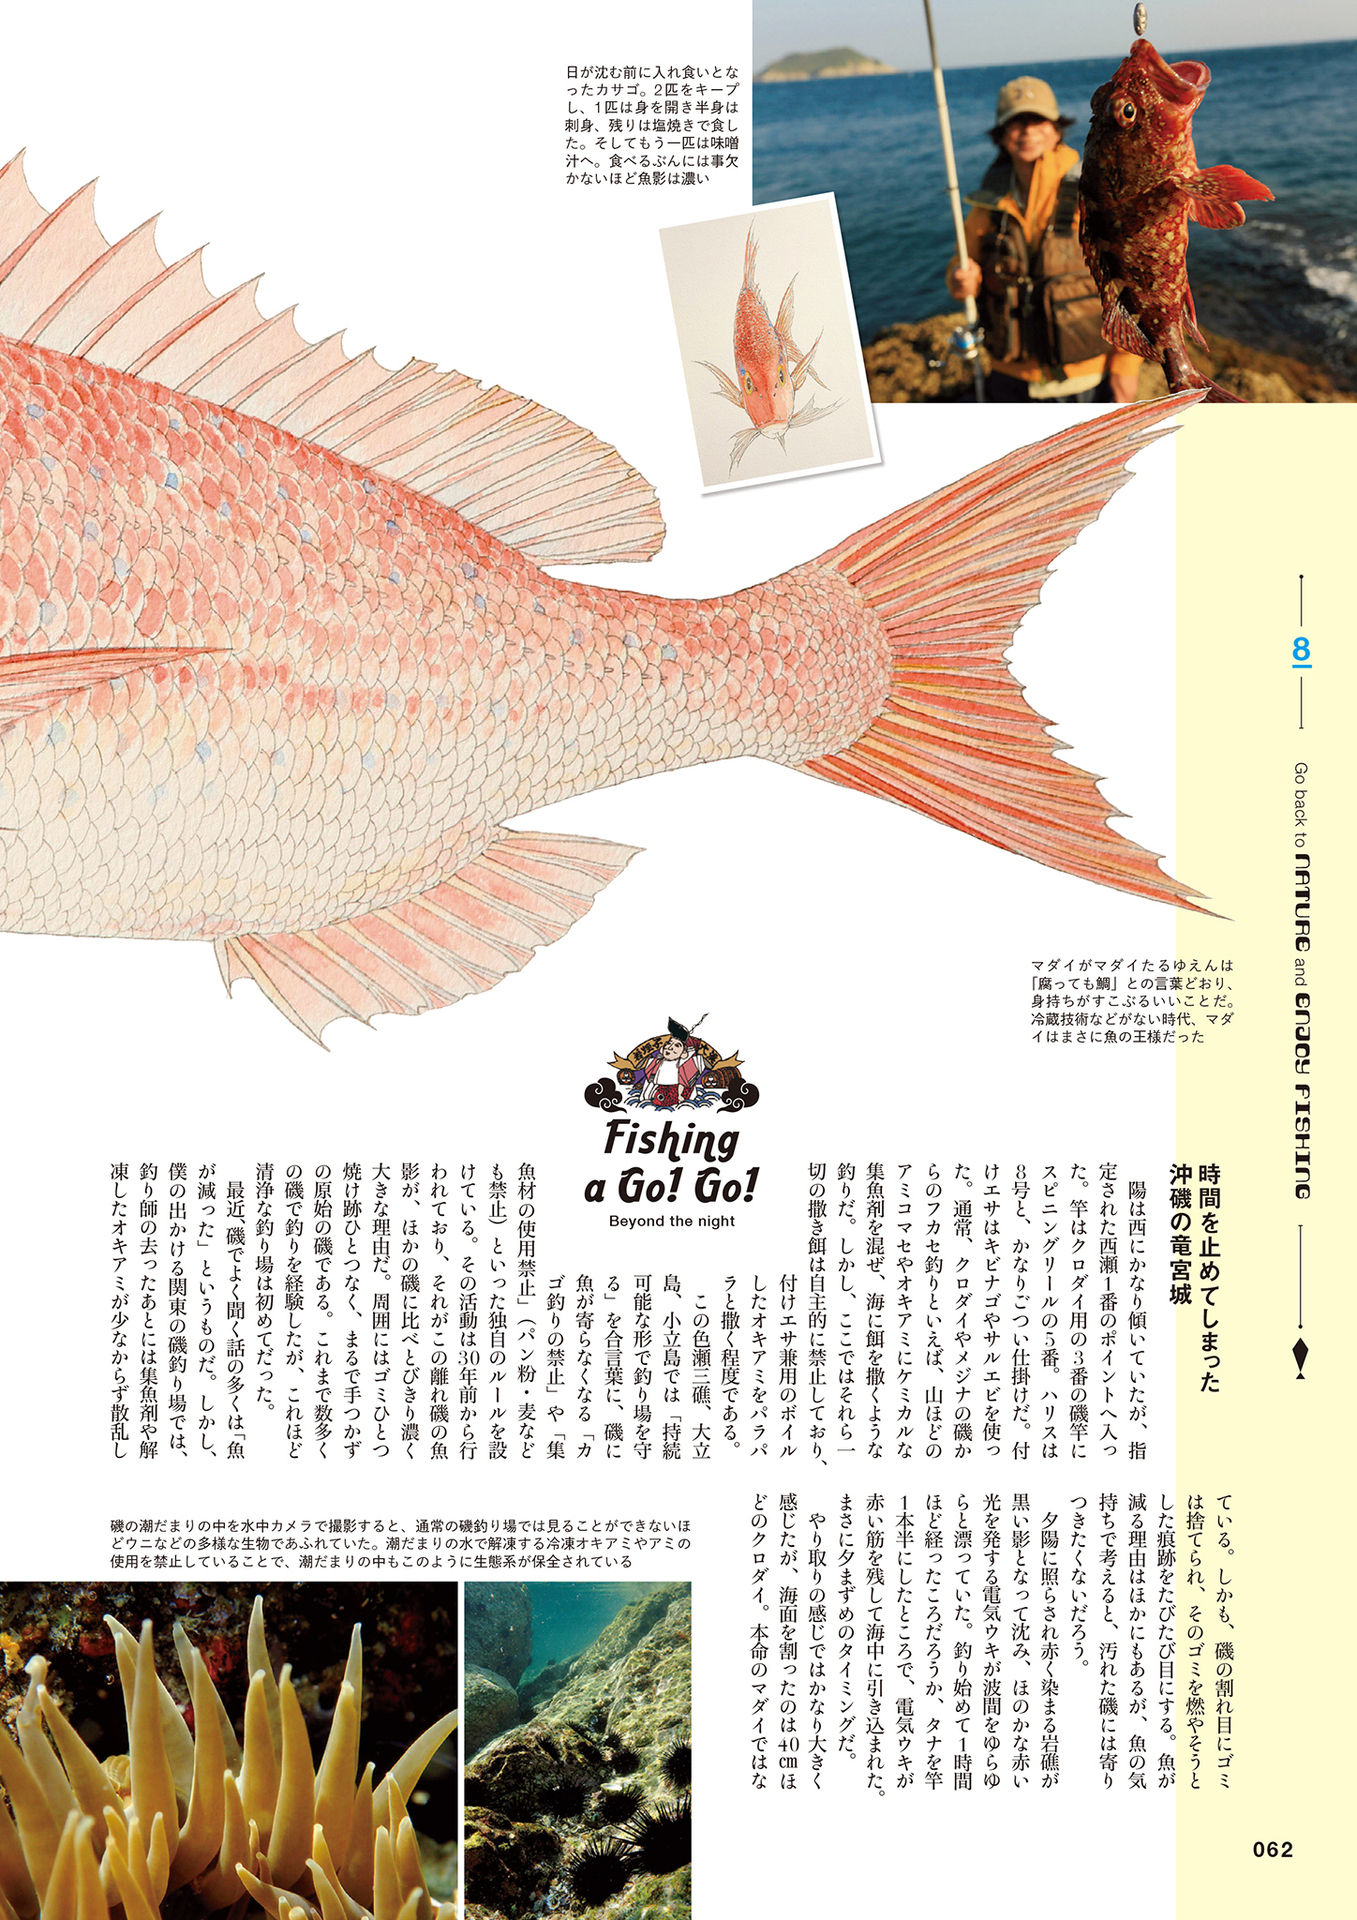 日が沈む前に入れ食いとな
ったカサゴ。2匹をキープ
し、1匹は身を開き半身は
刺身、残りは塩焼きで食し
た。そしてもう一匹は味噌
汁へ。食べるぶんには事欠
かないほど魚影は濃い
8
Go back to NATURE and ENJOY FISHING
マダイがマダイたるゆえんは
「腐っても鯛」との言葉どおり、
身持ちがすこぶるいいことだ。
冷蔵技術などがない時代、マダ
イはまさに魚の王様だった
Fishing
a Go! Go!
Beyond the night
時間を止めてしまった
沖磯の竜宮城
陽は西にかなり傾いていたが、指
定された西瀬1番のポイントへ入っ
た。竿はクロダイ用の3番の磯竿に
スピニングリールの5番。ハリスは
8号と、かなりごつい仕掛けだ。付
けエサはキビナゴやサルエビを使っ
た。通常、クロダイやメジナの磯か
らのフカセ釣りといえば、山ほどの
アミコマセやオキアミにケミカルな
集魚剤を混ぜ、海に餌を撒くような
釣りだ。しかし、ここではそれら一
切の撒き餌は自主的に禁止しており、
付けエサ兼用のボイル
したオキアミをパラパ
ラと撒く程度である。
この色瀬三礁、大立
島、小立島では「持続
可能な形で釣り場を守
る」を合言葉に、磯に
魚が寄らなくなる「カ
ゴ釣りの禁止」や「集
魚材の使用禁止」（パン粉・麦など
も禁止）といった独自のルールを設
けている。その活動は30年前から行
われており、それがこの離れ磯の魚
影が、ほかの磯に比べとびきり濃く
大きな理由だ。周囲にはゴミひとつ
焼け跡ひとつなく、まるで手つかず
の原始の磯である。これまで数多く
の磯で釣りを経験したが、これほど
清浄な釣り場は初めてだった。
最近、磯でよく聞く話の多くは「魚
が減った」というものだ。しかし、
僕の出かける関東の磯釣り場では、
釣り師の去ったあとには集魚剤や解
凍したオキアミが少なからず散乱し
ている。しかも、磯の割れ目にゴミ
は捨てられ、そのゴミを燃やそうと
した痕跡をたびたび目にする。魚が
減る理由はほかにもあるが、魚の気
持ちで考えると、汚れた磯には寄り
つきたくないだろう。
夕陽に照らされ赤く染まる岩礁が
黒い影となって沈み、ほのかな赤い
光を発する電気ウキが波間をゆらゆ
らと漂っていた。釣り始めて1時間
ほど経ったころだろうか、タナを竿
1本半にしたところで、電気ウキが
赤い筋を残して海中に引き込まれた。
まさに夕まずめのタイミングだ。
やり取りの感じではかなり大きく
感じたが、海面を割ったのは40㎝ほ
どのクロダイ。本命のマダイではな
磯の潮だまりの中を水中カメラで撮影すると、通常の磯釣り場では見ることができないほ
どウニなどの多様な生物であふれていた。潮だまりの水で解凍する冷凍オキアミやアミの
使用を禁止していることで、潮だまりの中もこのように生態系が保全されている
062